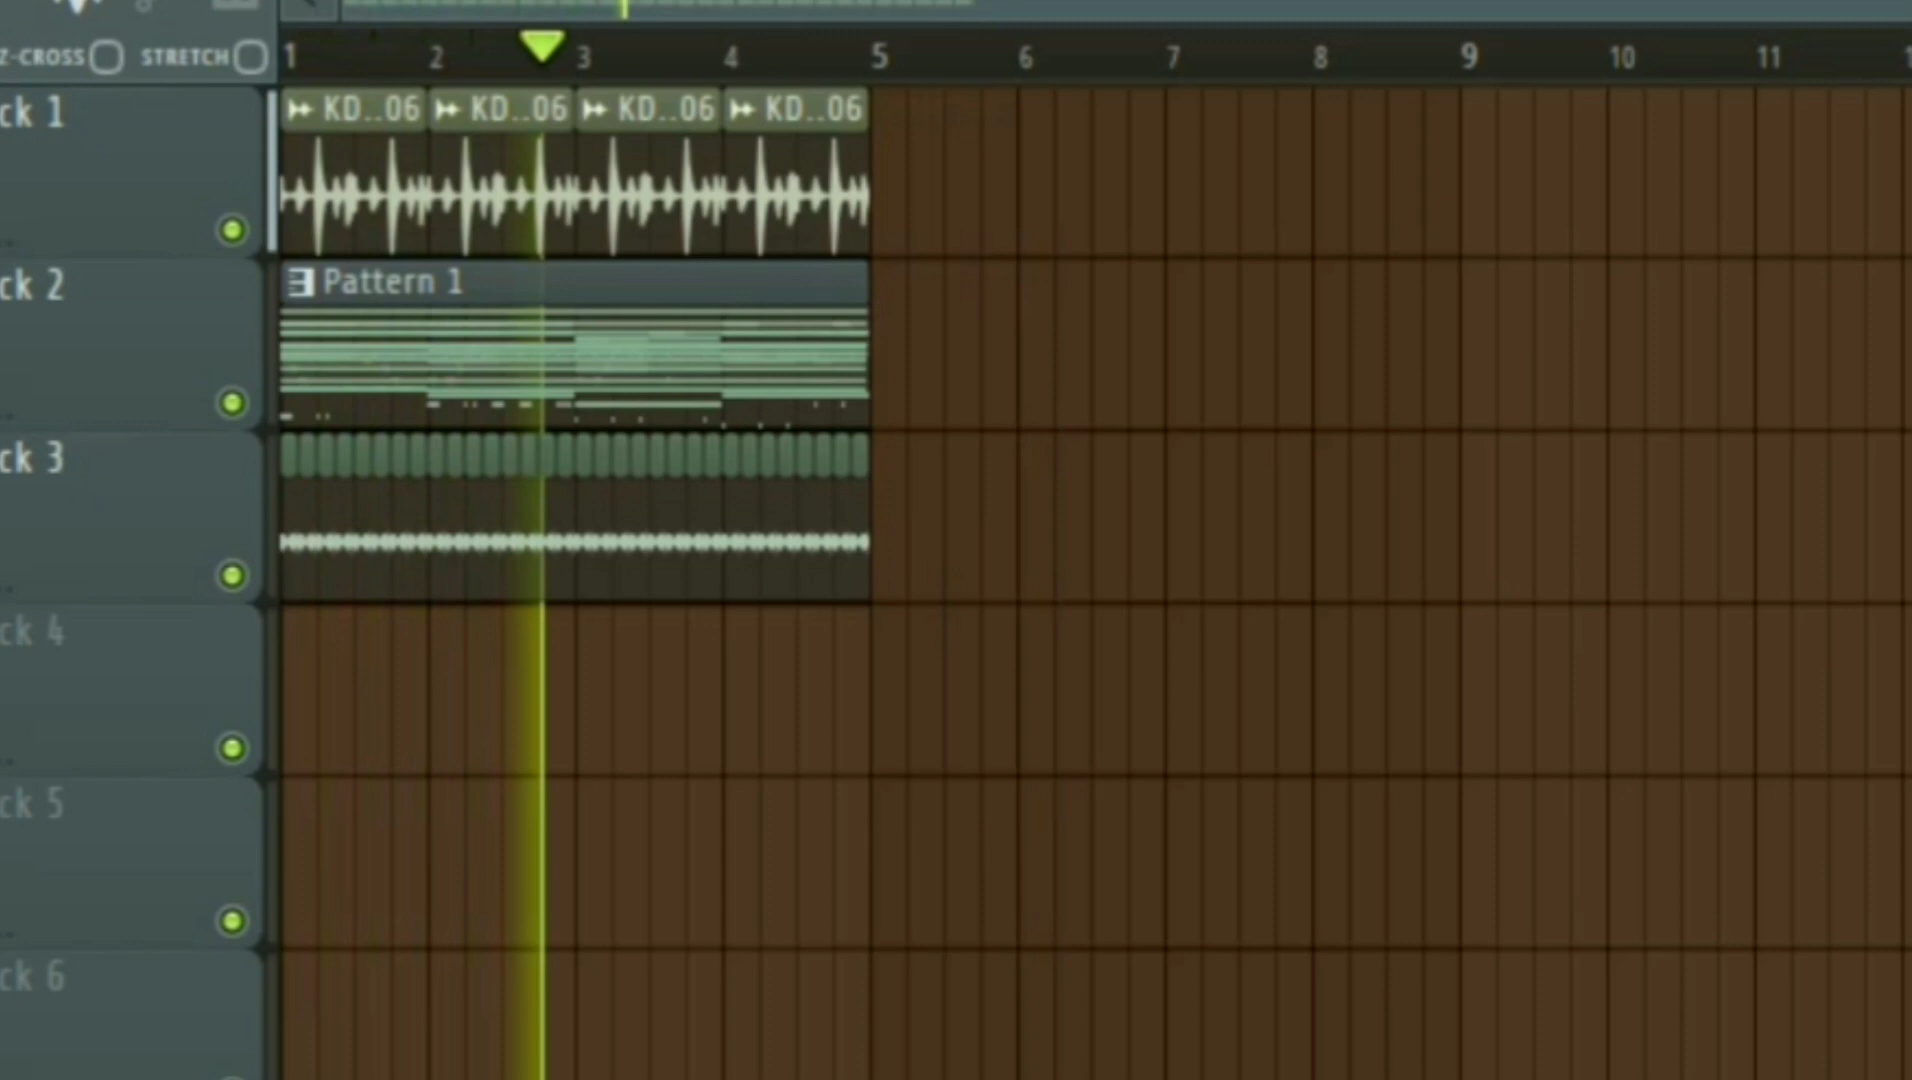 Z-CROSS STRETCH 1 2 3 4 5 6 7 8 9 10 11
ck 1 KD..06 KD..06 KD..06 KD..06
ck 2 Pattern 1
ck 3
ck 4
ck 5
ck 6